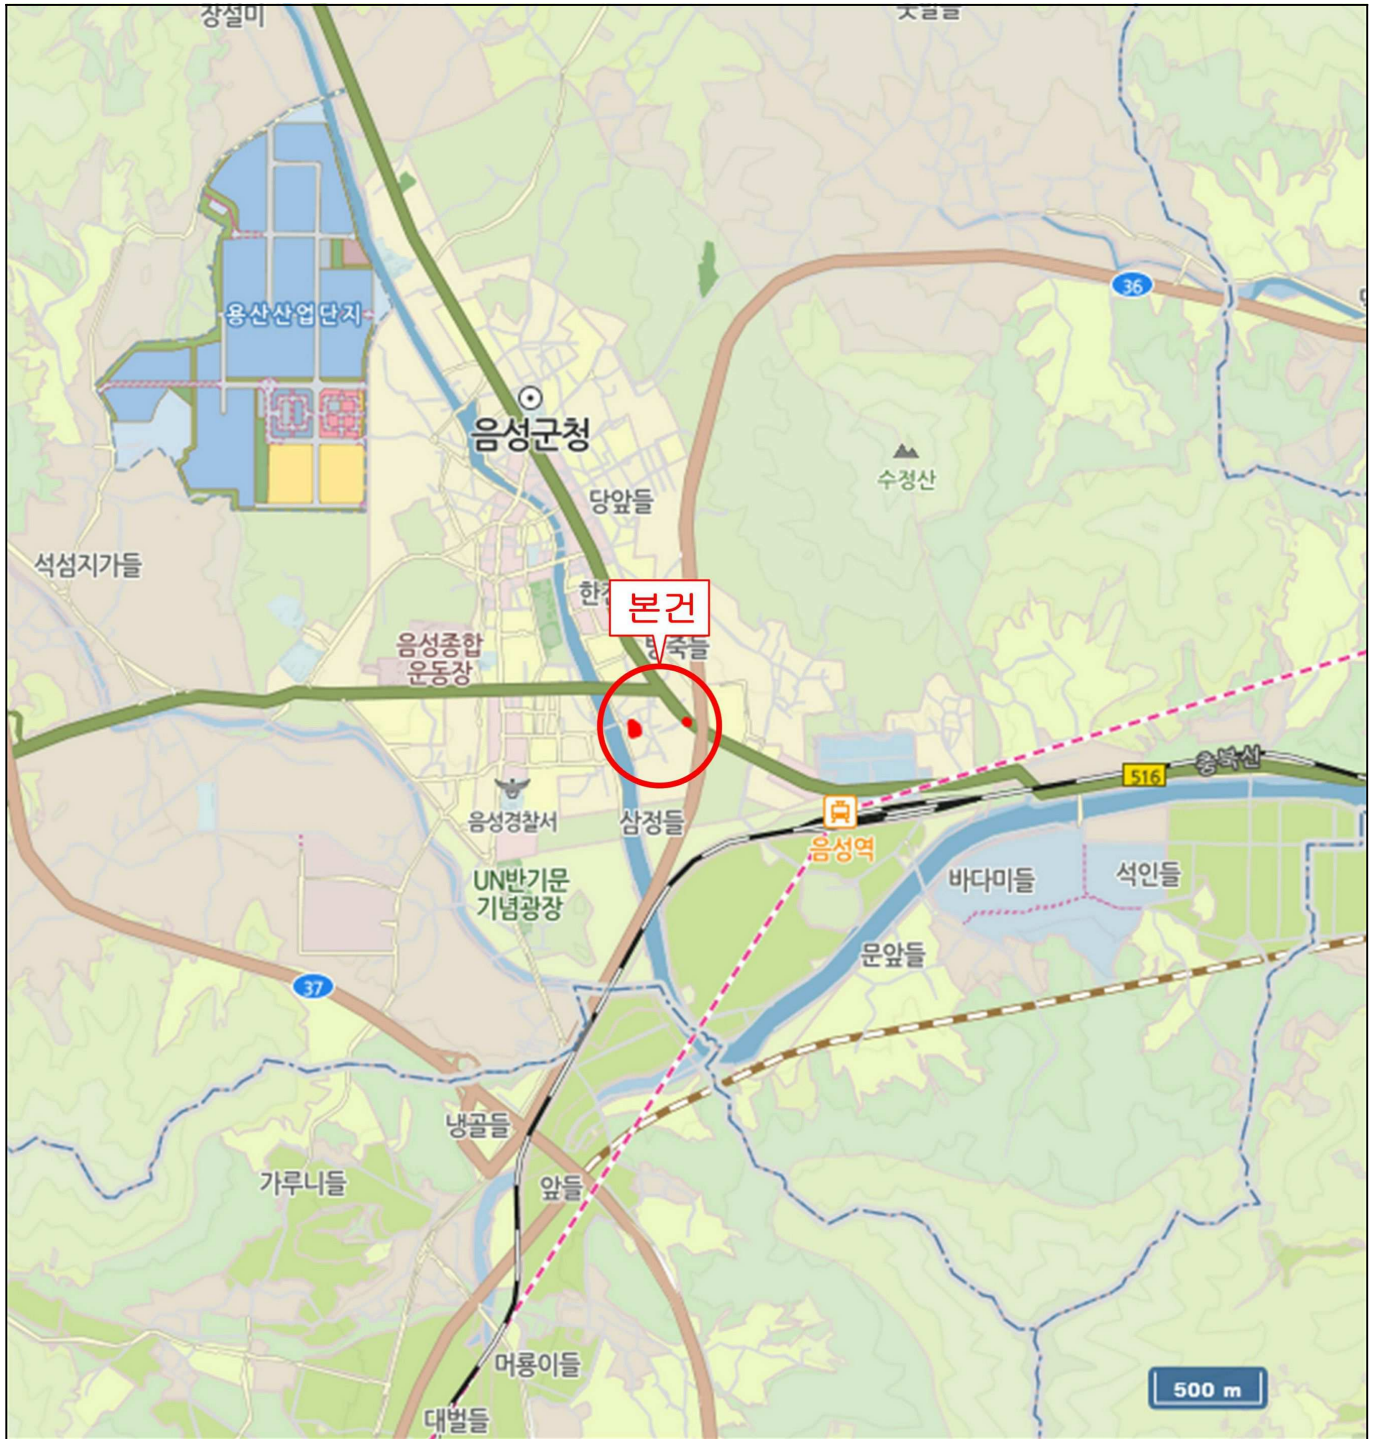 장설미
36
용산산업단지
음성군청
수정산
당앞들
석섬지가들
본건
음성종합
운동장
충북선
516
음성경찰서
삼정들
음성역
UN반기문
기념광장
바다미들
석인들
문앞들
37
냉골들
가루니들
앞들
머룡이들
500 m
대벌들